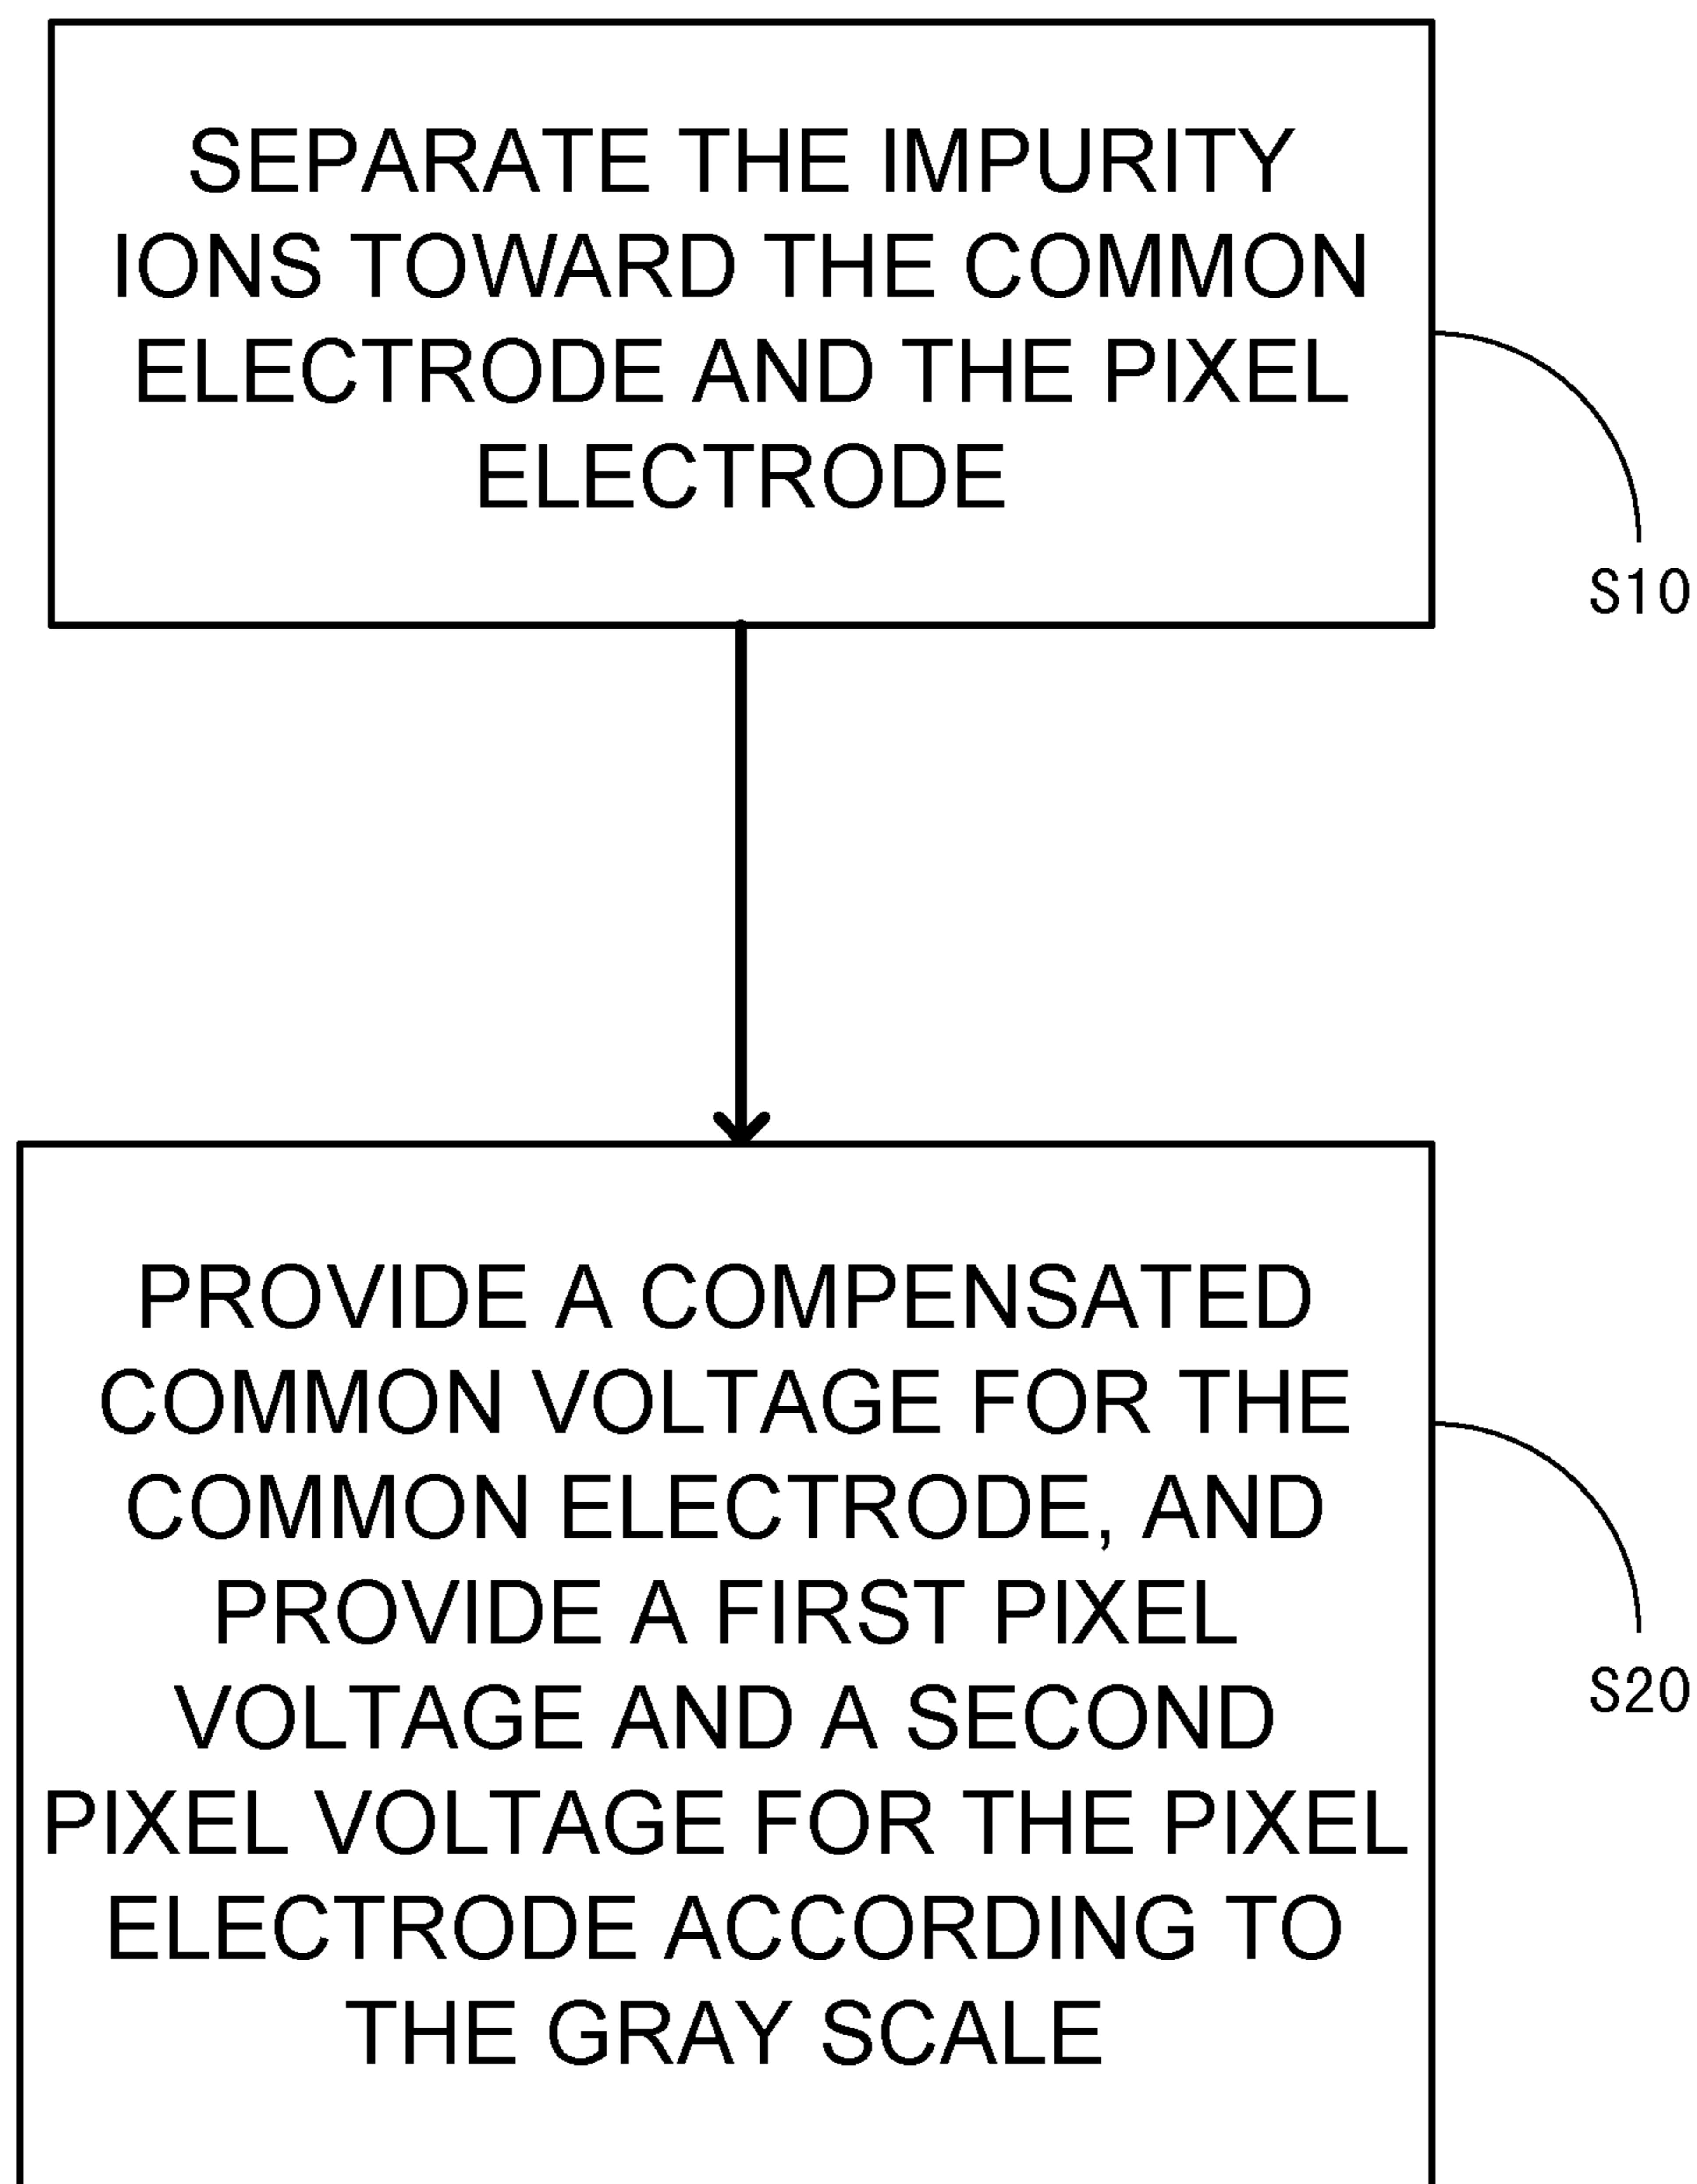 SEPARATE THE IMPURITY
IONS TOWARD THE COMMON
ELECTRODE AND THE PIXEL
ELECTRODE
S10
PROVIDE A COMPENSATED
COMMON VOLTAGE FOR THE
COMMON ELECTRODE, AND
PROVIDE A FIRST PIXEL
VOLTAGE AND A SECOND
PIXEL VOLTAGE FOR THE PIXEL
ELECTRODE ACCORDING TO
THE GRAY SCALE
S20